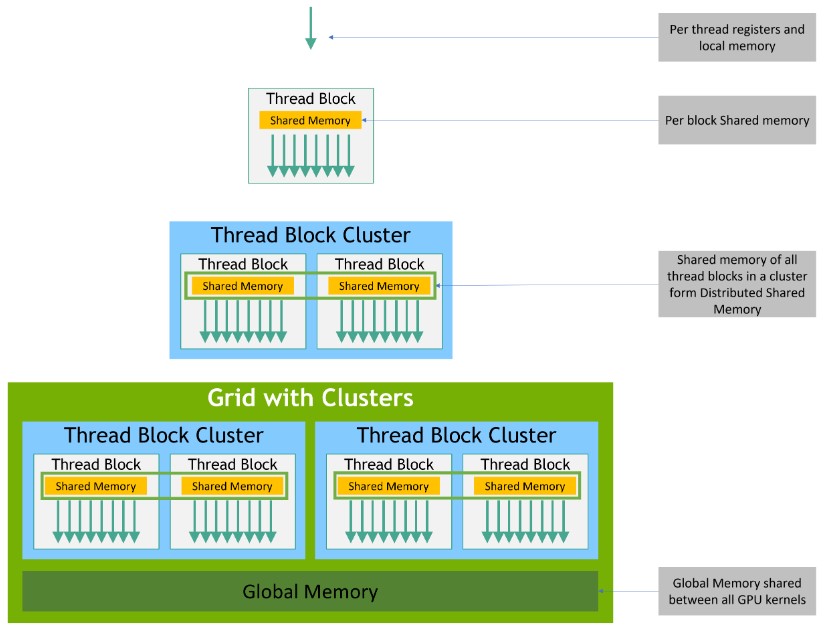 Per thread registers and
local memory
Thread Block
Shared Memory
Per block Shared memory
Thread Block Cluster
Thread Block
Thread Block
Shared Memory
Shared Memory
Shared memory of all
thread blocks in a cluster
form Distributed Shared
Memory
Grid with Clusters
Thread Block Cluster
Thread Block Cluster
Thread Block
Thread Block
Thread Block
Thread Block
Shared Memory
Shared Memory
Shared Memory
Shared Memory
Global Memory
Global Memory shared
between all GPU kernels